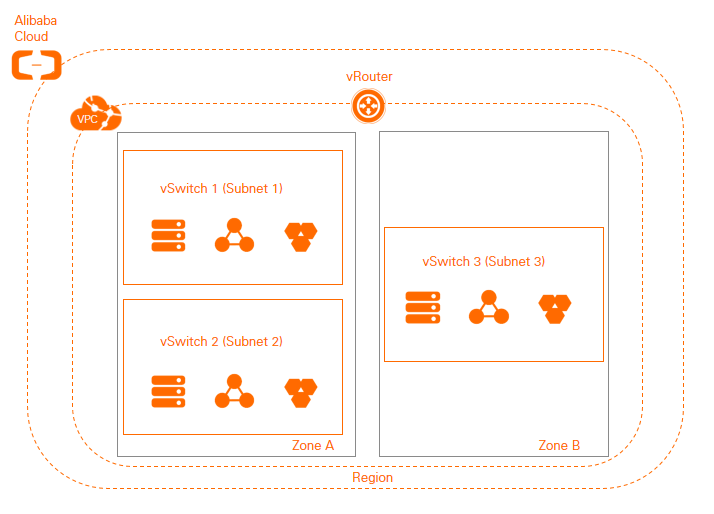 Alibaba
Cloud
vRouter
VPC
vSwitch 1 (Subnet 1)
vSwitch 2 (Subnet 2)
Zone A
vSwitch 3 (Subnet 3)
Zone B
Region